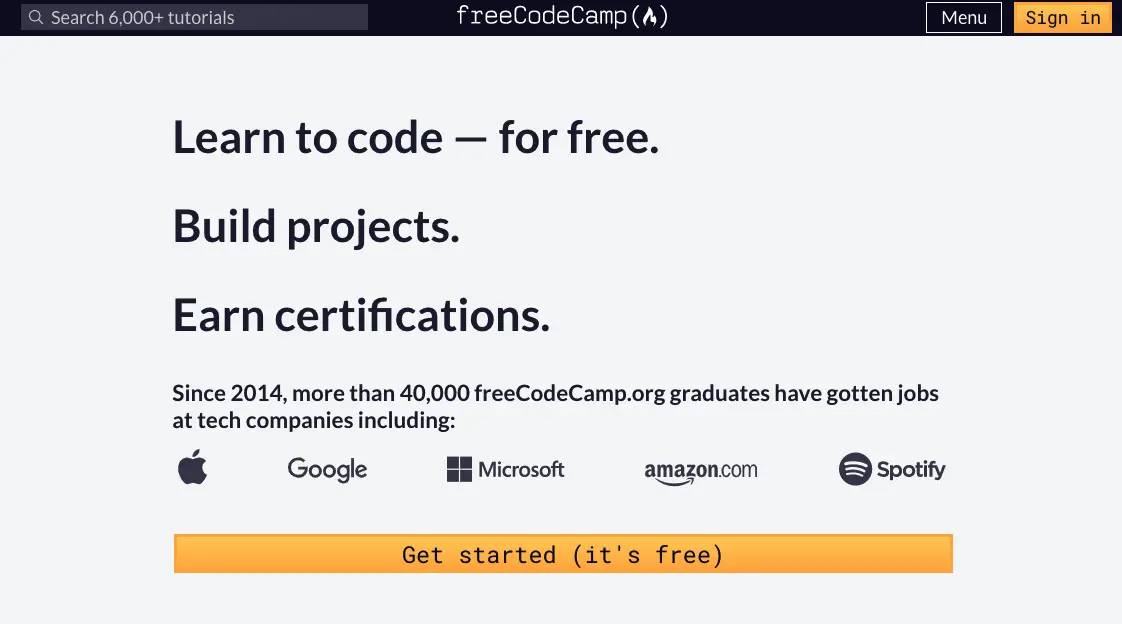 Search 6,000+ tutorials
freeCodeCamp(🔥)
Menu
Sign in
Learn to code — for free.
Build projects.
Earn certifications.
Since 2014, more than 40,000 freeCodeCamp.org graduates have gotten jobs
at tech companies including:
Google
Microsoft
amazon.com
Spotify
Get started (it's free)